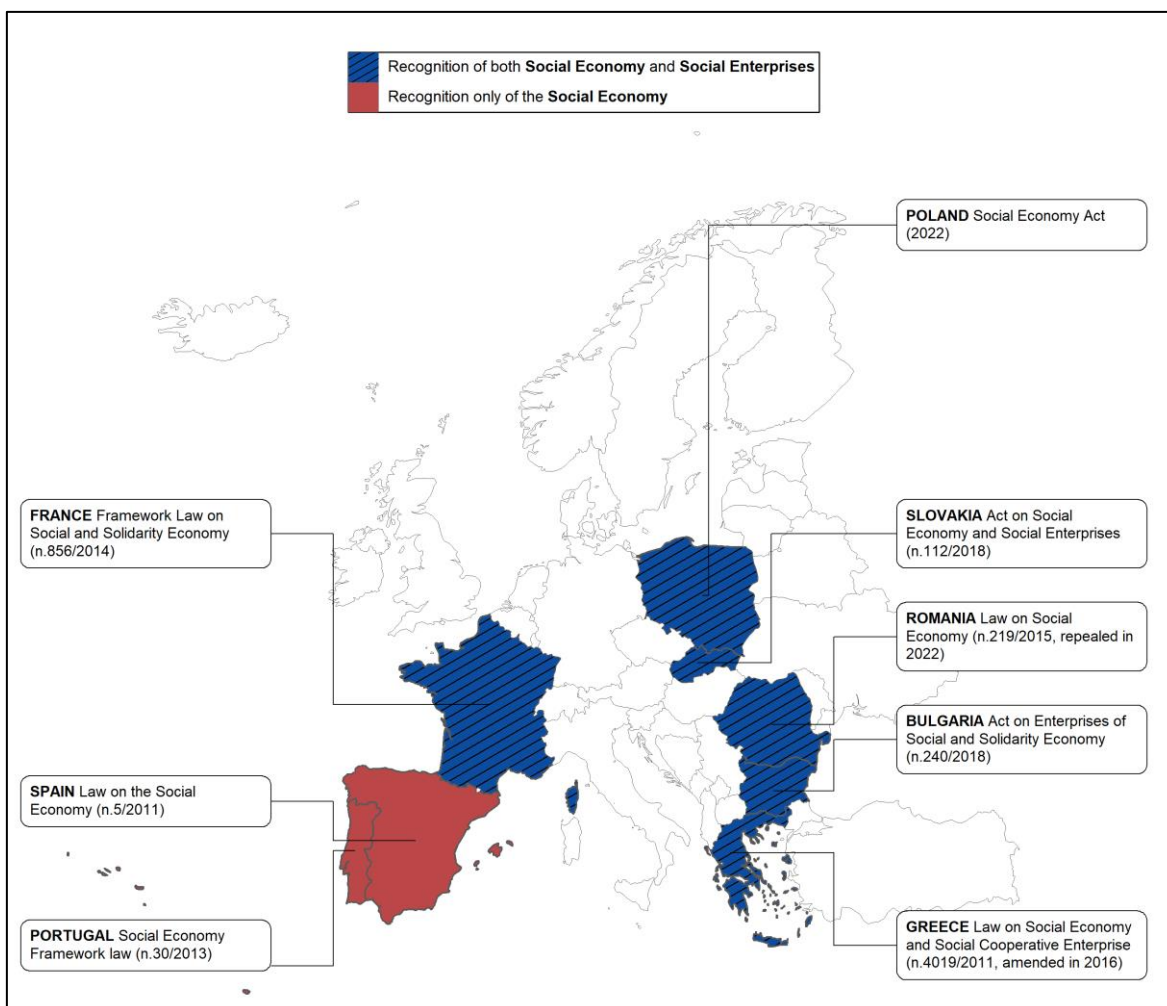 Recognition of both Social Economy and Social Enterprises
Recognition only of the Social Economy
POLAND Social Economy Act
(2022)
FRANCE Framework Law on
Social and Solidarity Economy
(n.856/2014)
SLOVAKIA Act on Social
Economy and Social Enterprises
(n.112/2018)
ROMANIA Law on Social
Economy (n.219/2015, repealed in
2022)
BULGARIA Act on Enterprises of
Social and Solidarity Economy
(n.240/2018)
SPAIN Law on the Social
Economy (n.5/2011)
PORTUGAL Social Economy
Framework law (n.30/2013)
GREECE Law on Social Economy
and Social Cooperative Enterprise
(n.4019/2011, amended in 2016)